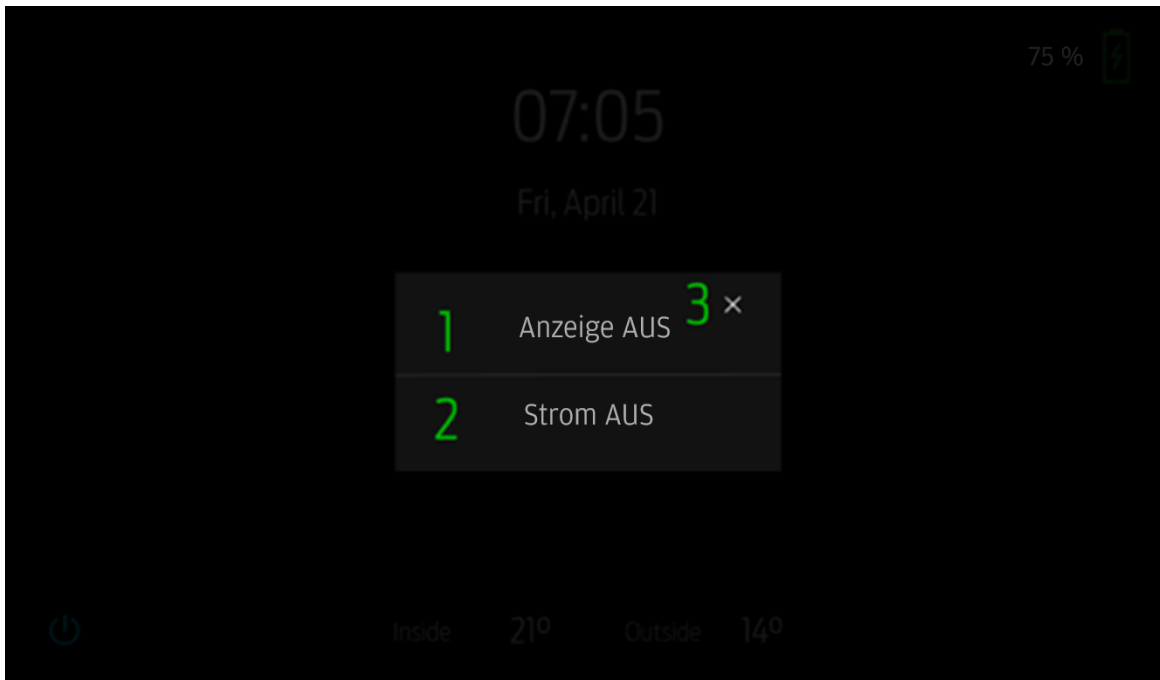 75 %
07:05
Fri, April 21
3 ×
1 Anzeige AUS
2 Strom AUS
Inside 21° Outside 14°